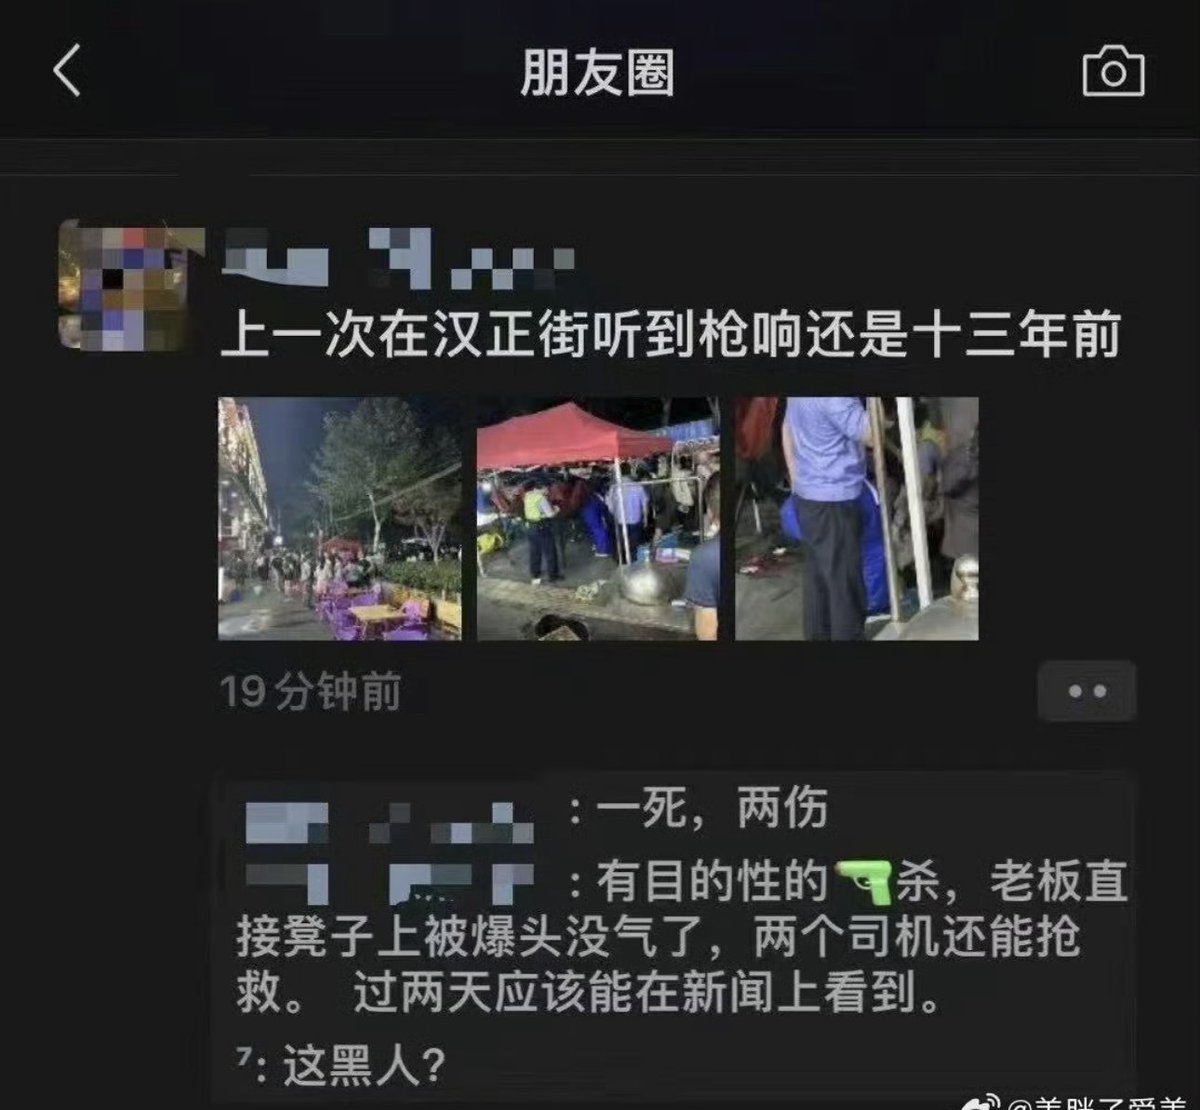 朋友圈
上一次在汉正街听到枪响还是十三年前
19分钟前
：一死，两伤
：有目的性的🔫杀，老板直
接凳子上被爆头没气了，两个司机还能抢
救。 过两天应该能在新闻上看到。
7：这黑人？